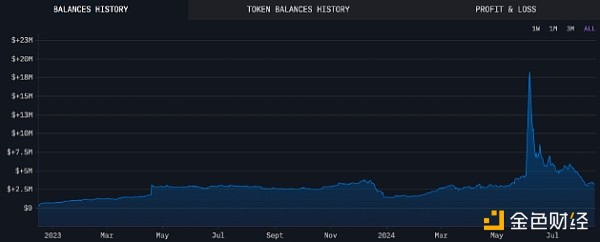 BALANCES HISTORY TOKEN BALANCES HISTORY PROFIT & LOSS
1W 1M 3M ALL
$+23M
$+20M
$+18M
$+15M
$+13M
$+10M
$+7.5M
$+5M
$+2.5M
$0
2023 Mar May Jul Sept Nov 2024 Mar May Jul
金色财经